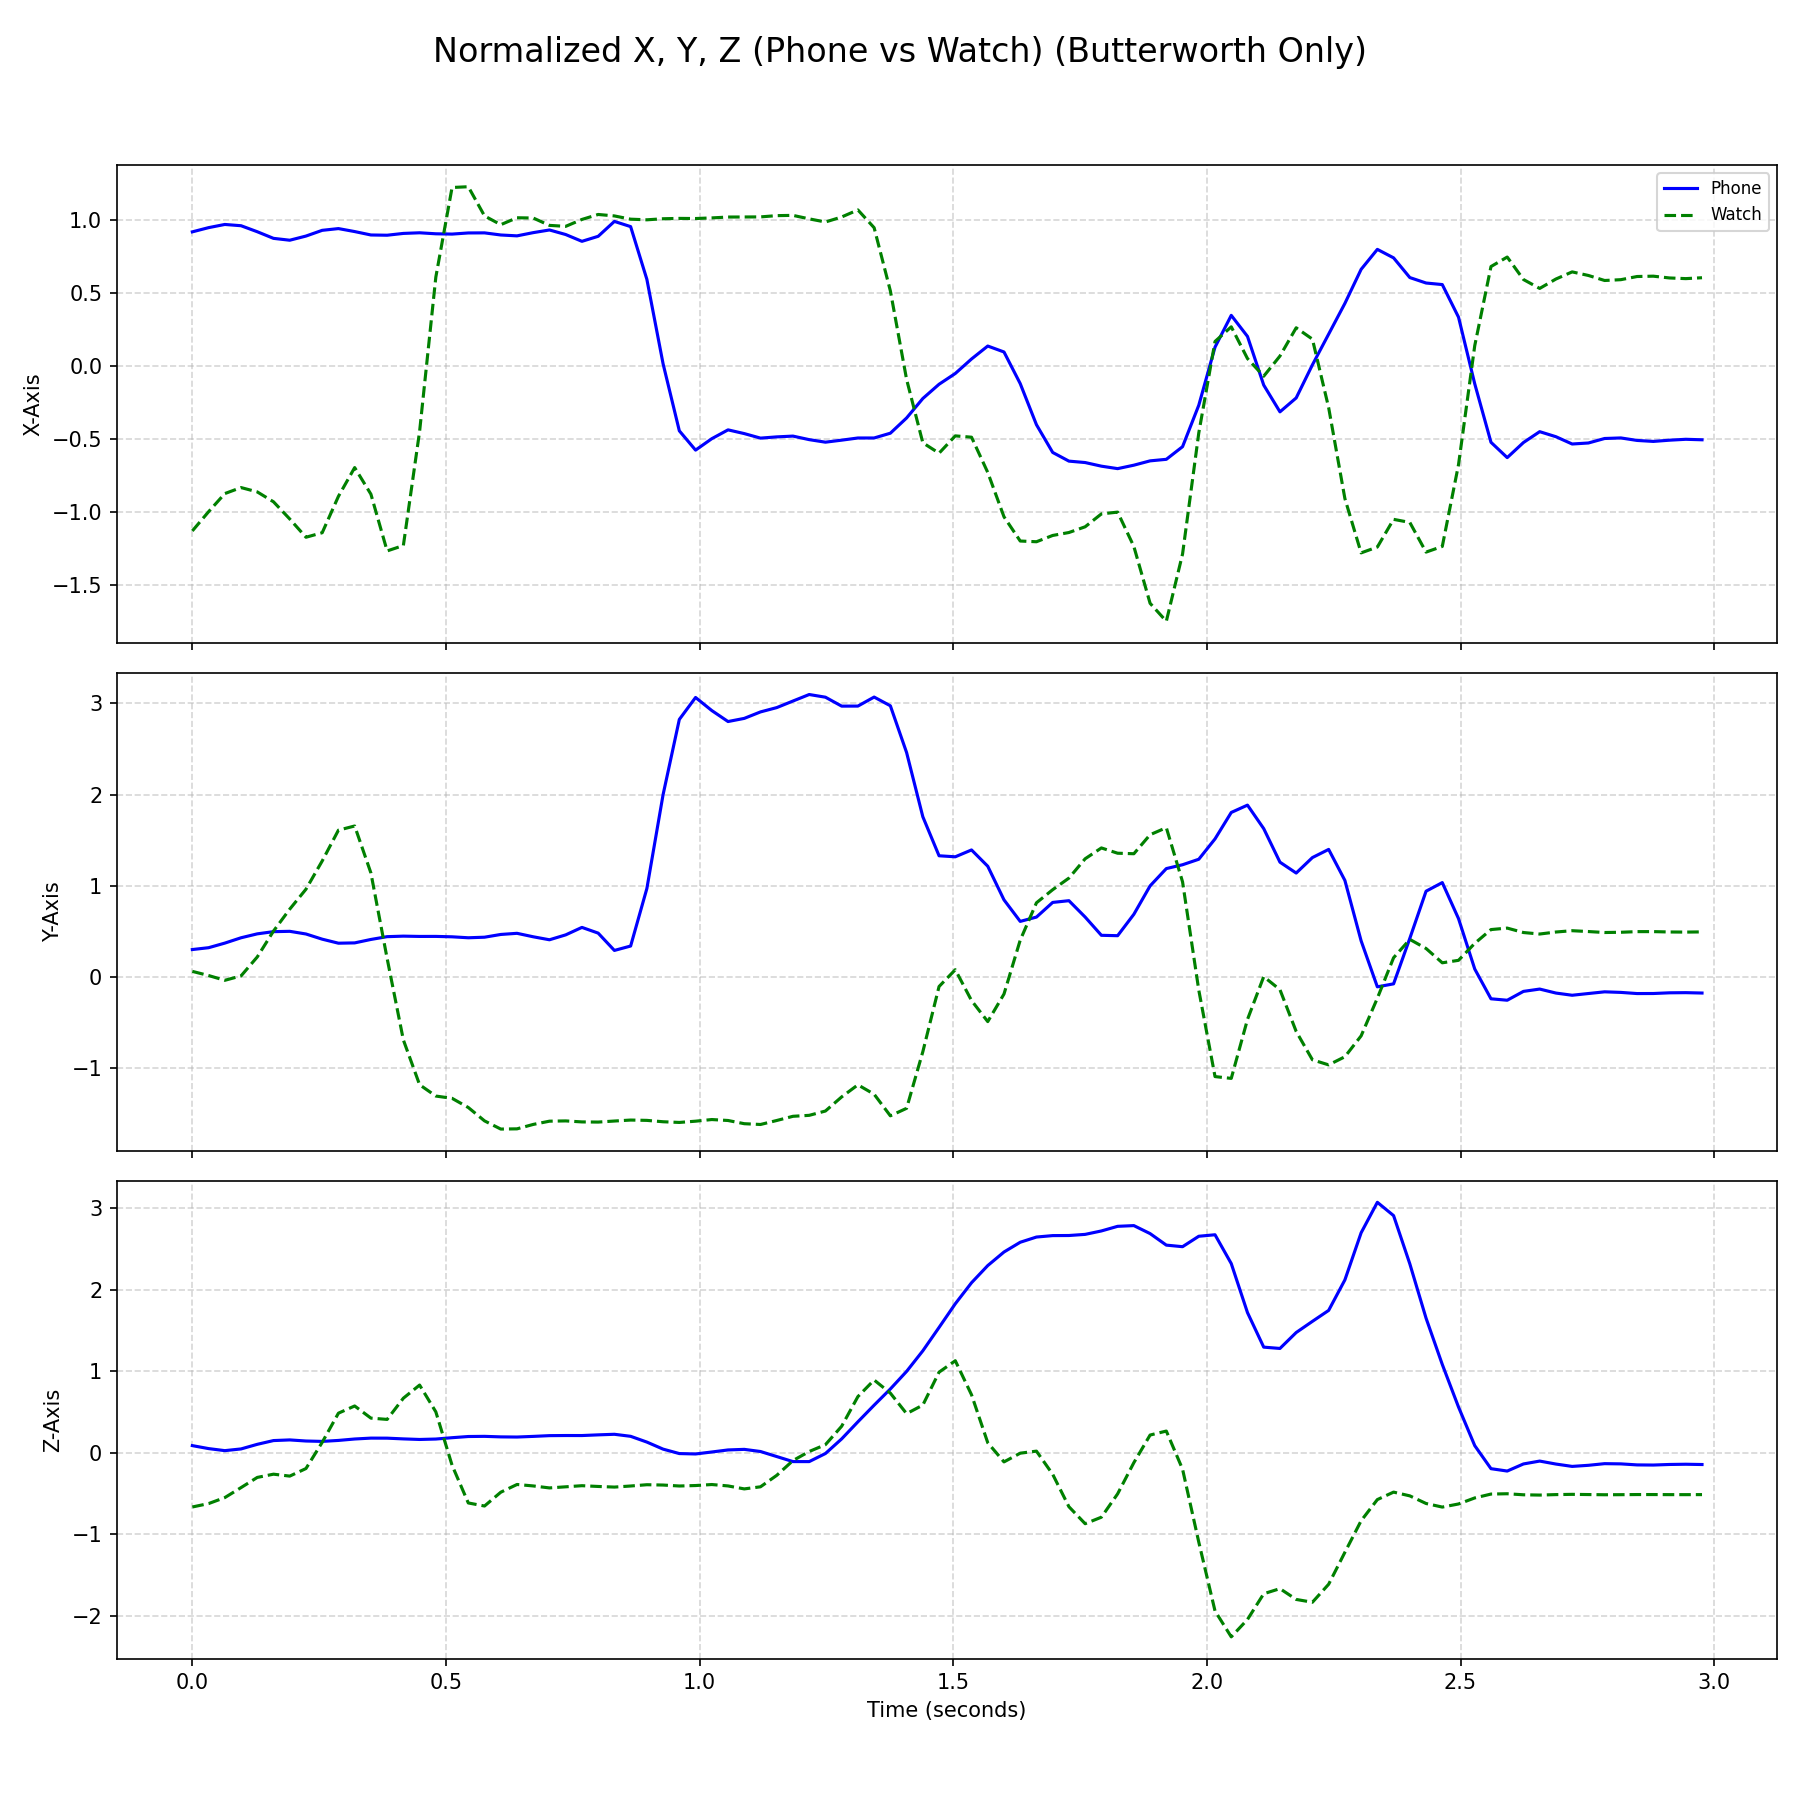 Normalized X, Y, Z (Phone vs Watch) (Butterworth Only)
Phone
Watch
1.0
0.5
0.0
−0.5
−1.0
−1.5
X-Axis
3
2
1
0
−1
Y-Axis
3
2
1
0
−1
−2
Z-Axis
0.0 0.5 1.0 1.5 2.0 2.5 3.0
Time (seconds)